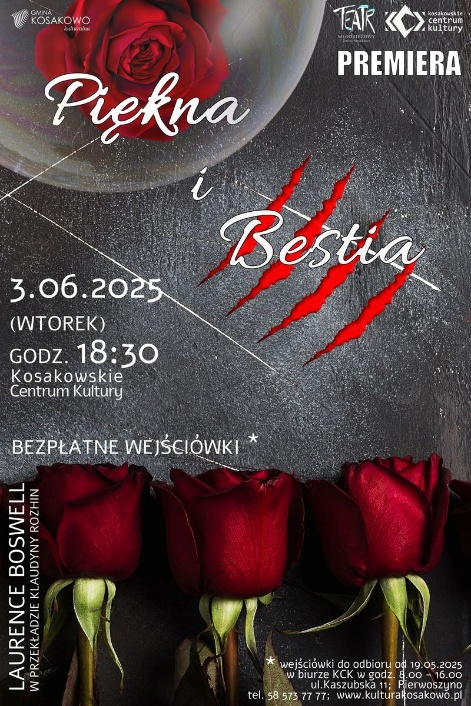 GMINA
KOSAKOWO
kulturalne
TEATR
kosakowskie
centrum
kultury
PREMIERA
Piękna
i
Bestia
3.06.2025
(WTOREK)
GODZ. 18:30
Kosakowskie
Centrum Kultury
BEZPŁATNE WEJŚCIÓWKI *
LAURENCE BOSWELL
W PRZEKŁADZIE KLAUDYNY ROZHIN
* wejściówki do odbioru od 19.05.2025
w biurze KCK w godz. 8.00 - 16.00
ul.Kaszubska 11; Pierwoszyno
tel. 58 573 77 77; www.kulturakosakowo.pl